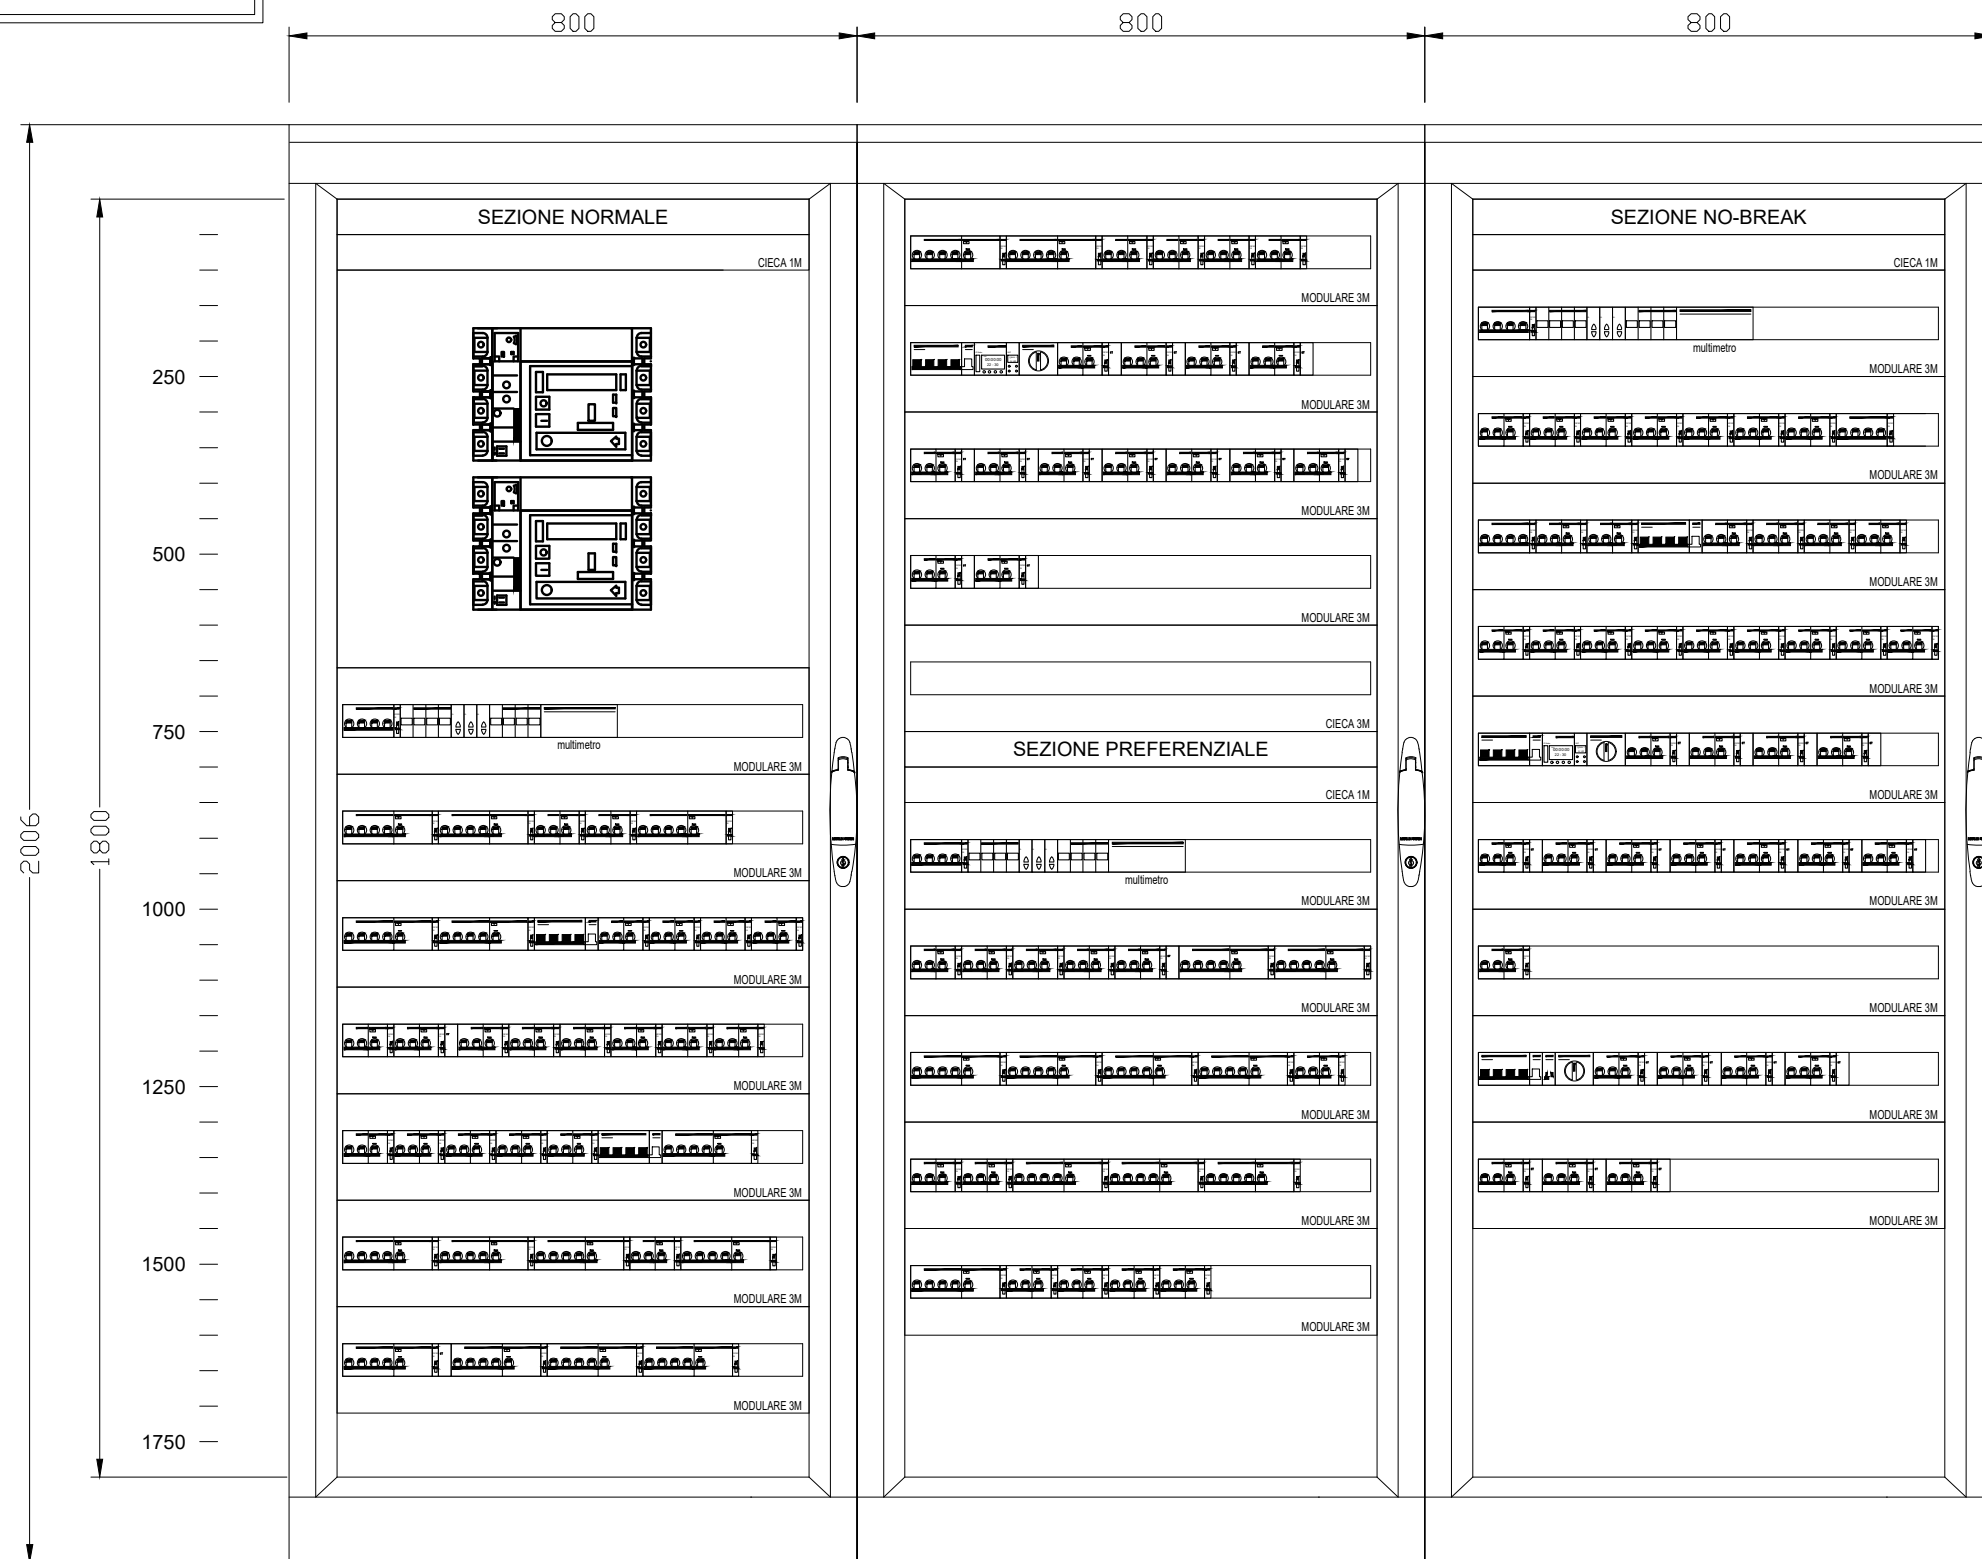 800
800
800
2006
1800
250
500
750
1000
1250
1500
1750
SEZIONE NORMALE
CIECA 1M
multimetro
MODULARE 3M
MODULARE 3M
MODULARE 3M
MODULARE 3M
MODULARE 3M
MODULARE 3M
MODULARE 3M
MODULARE 3M
MODULARE 3M
MODULARE 3M
MODULARE 3M
CIECA 3M
SEZIONE PREFERENZIALE
CIECA 1M
multimetro
MODULARE 3M
MODULARE 3M
MODULARE 3M
MODULARE 3M
MODULARE 3M
SEZIONE NO-BREAK
CIECA 1M
multimetro
MODULARE 3M
MODULARE 3M
MODULARE 3M
MODULARE 3M
MODULARE 3M
MODULARE 3M
MODULARE 3M
MODULARE 3M
MODULARE 3M